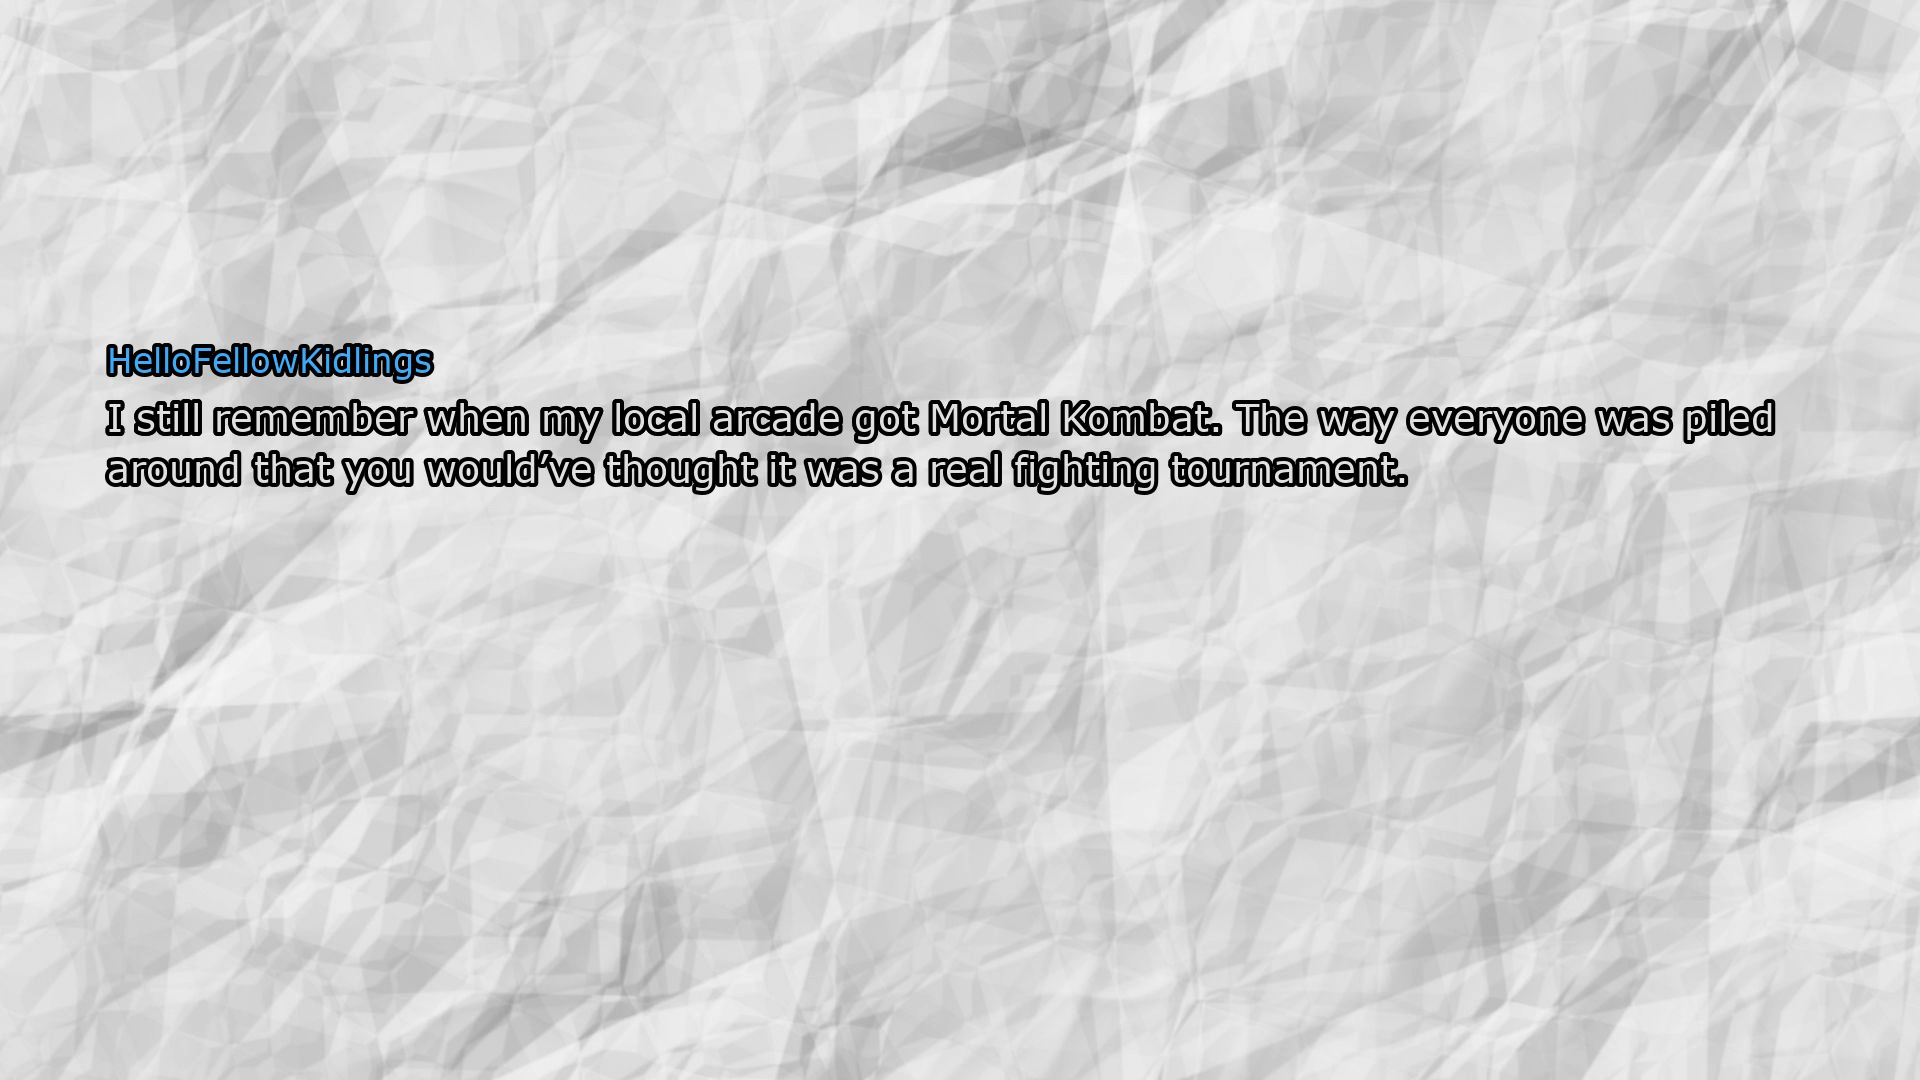 HelloFellowKidlings
I still remember when my local arcade got Mortal Kombat. The way everyone was piled
around that you would’ve thought it was a real fighting tournament.